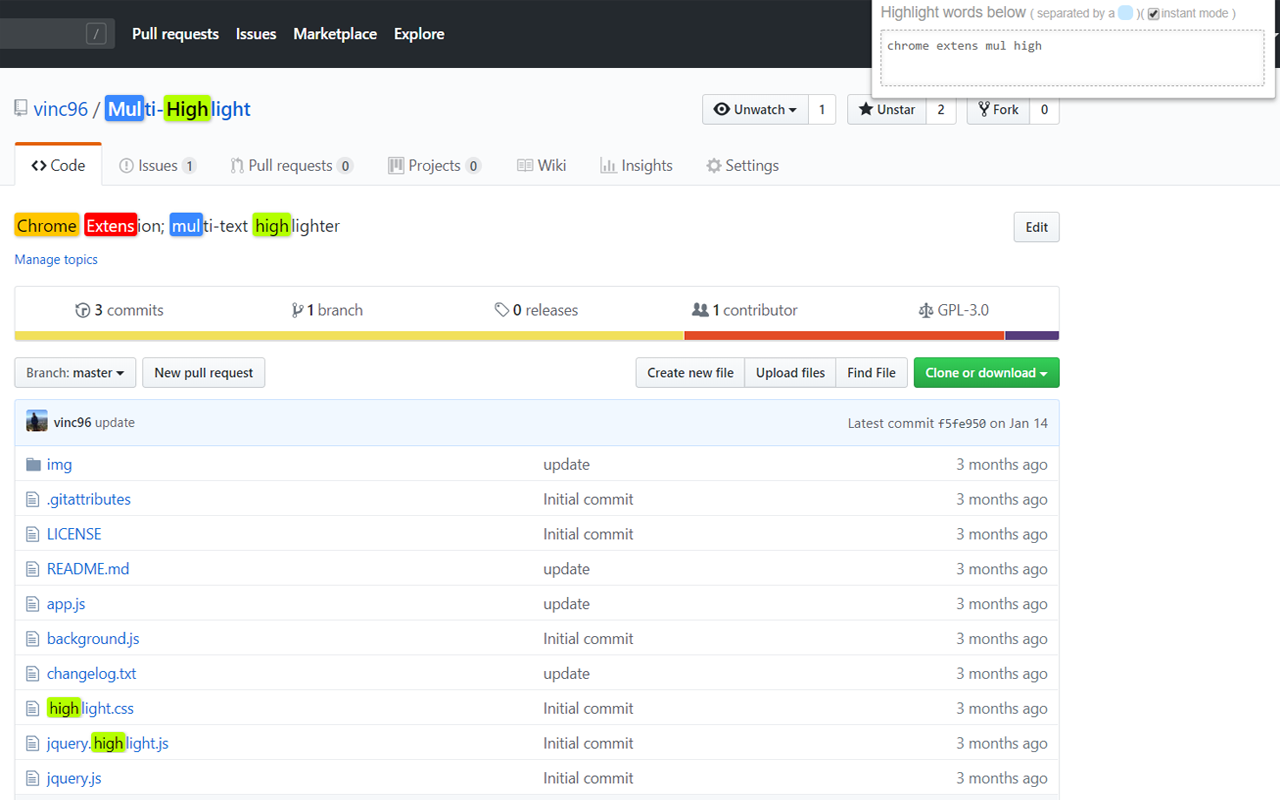 / Pull requests Issues Marketplace Explore
Highlight words below ( separated by a )( instant mode )
chrome extens mul high
vinc96 / Multi-Highlight
Unwatch 1 Unstar 2 Fork 0
Code Issues 1 Pull requests 0 Projects 0 Wiki Insights Settings
Chrome Extension; multi-text highlighter Edit
Manage topics
3 commits 1 branch 0 releases 1 contributor GPL-3.0
Branch: master New pull request Create new file Upload files Find File Clone or download
vinc96 update Latest commit f5fe950 on Jan 14
img update 3 months ago
.gitattributes Initial commit 3 months ago
LICENSE Initial commit 3 months ago
README.md update 3 months ago
app.js update 3 months ago
background.js Initial commit 3 months ago
changelog.txt update 3 months ago
highlight.css Initial commit 3 months ago
jquery.highlight.js Initial commit 3 months ago
jquery.js Initial commit 3 months ago